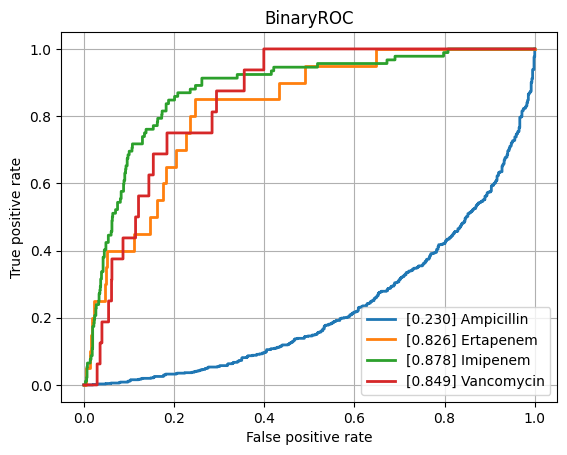 BinaryROC
True positive rate
1.0
0.8
0.6
0.4
0.2
0.0
[0.230] Ampicillin
[0.826] Ertapenem
[0.878] Imipenem
[0.849] Vancomycin
0.0 0.2 0.4 0.6 0.8 1.0
False positive rate